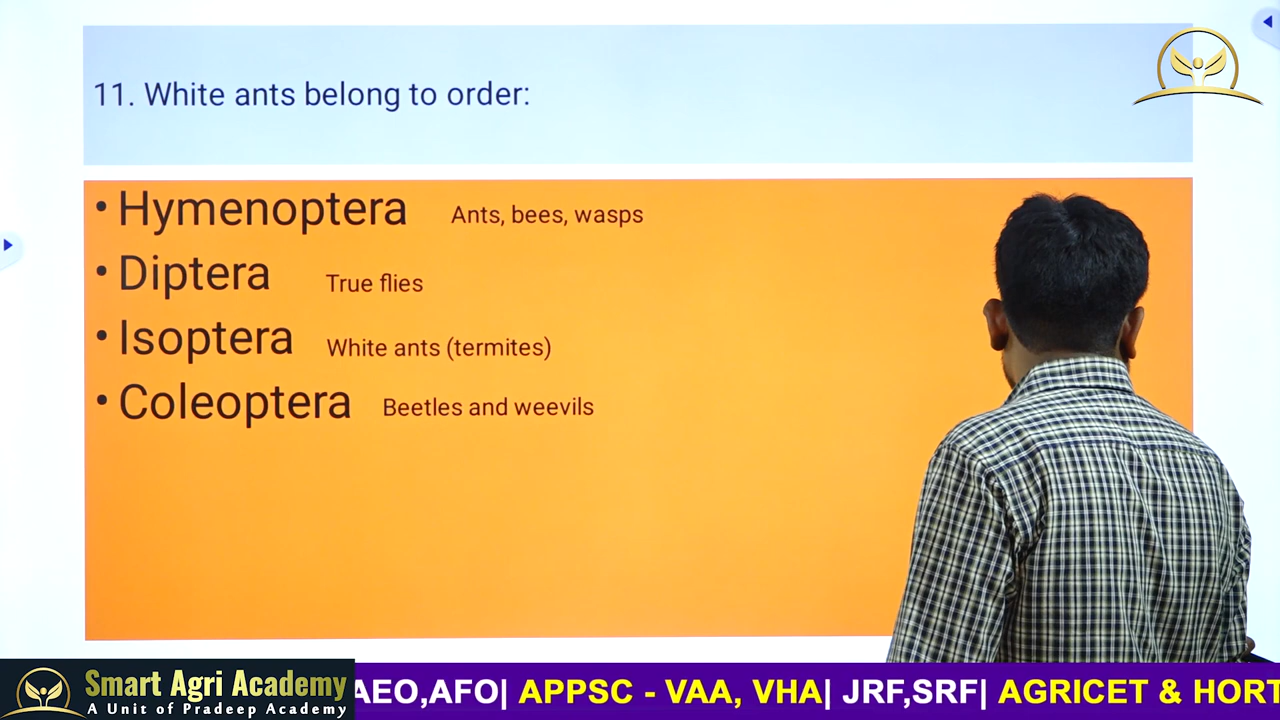 11. White ants belong to order:
• Hymenoptera Ants, bees, wasps
• Diptera True flies
• Isoptera White ants (termites)
• Coleoptera Beetles and weevils
Smart Agri Academy
A Unit of Pradeep Academy
AEO,AFO| APPSC - VAA, VHA| JRF,SRF| AGRICET & HORT